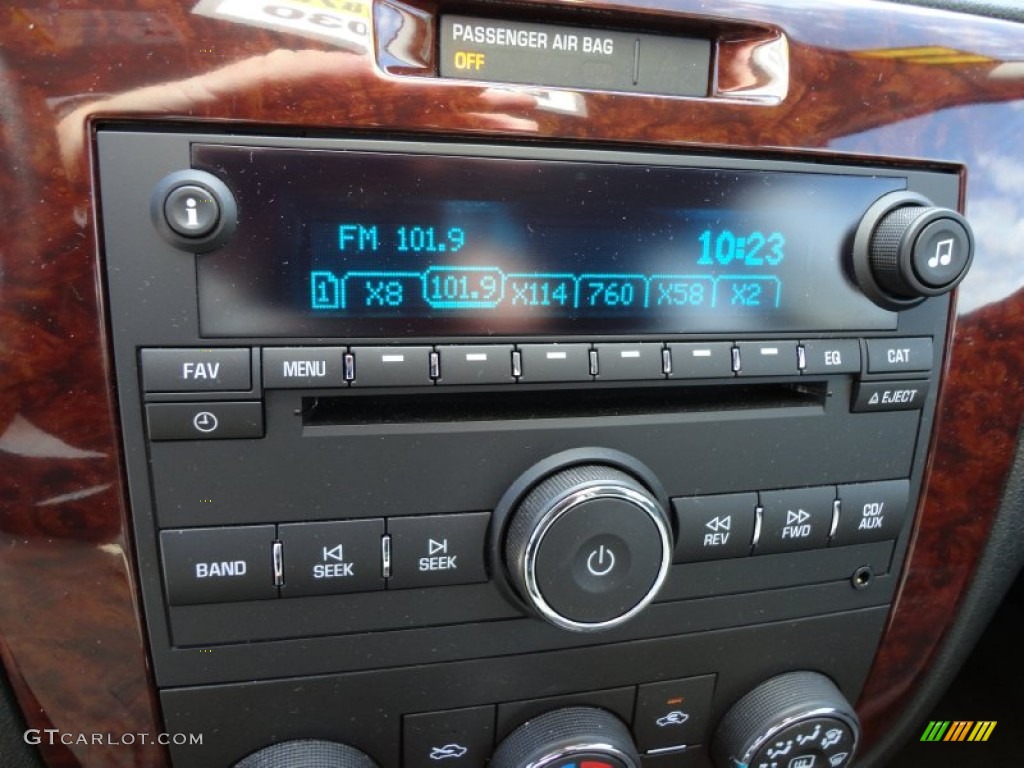 PASSENGER AIR BAG
OFF
i
FM 101.9 10:23
1 X8 101.9 X114 760 X58 X2
FAV MENU EQ CAT
EJECT
BAND SEEK SEEK REV FWD CD/AUX
GTCARLOT.COM